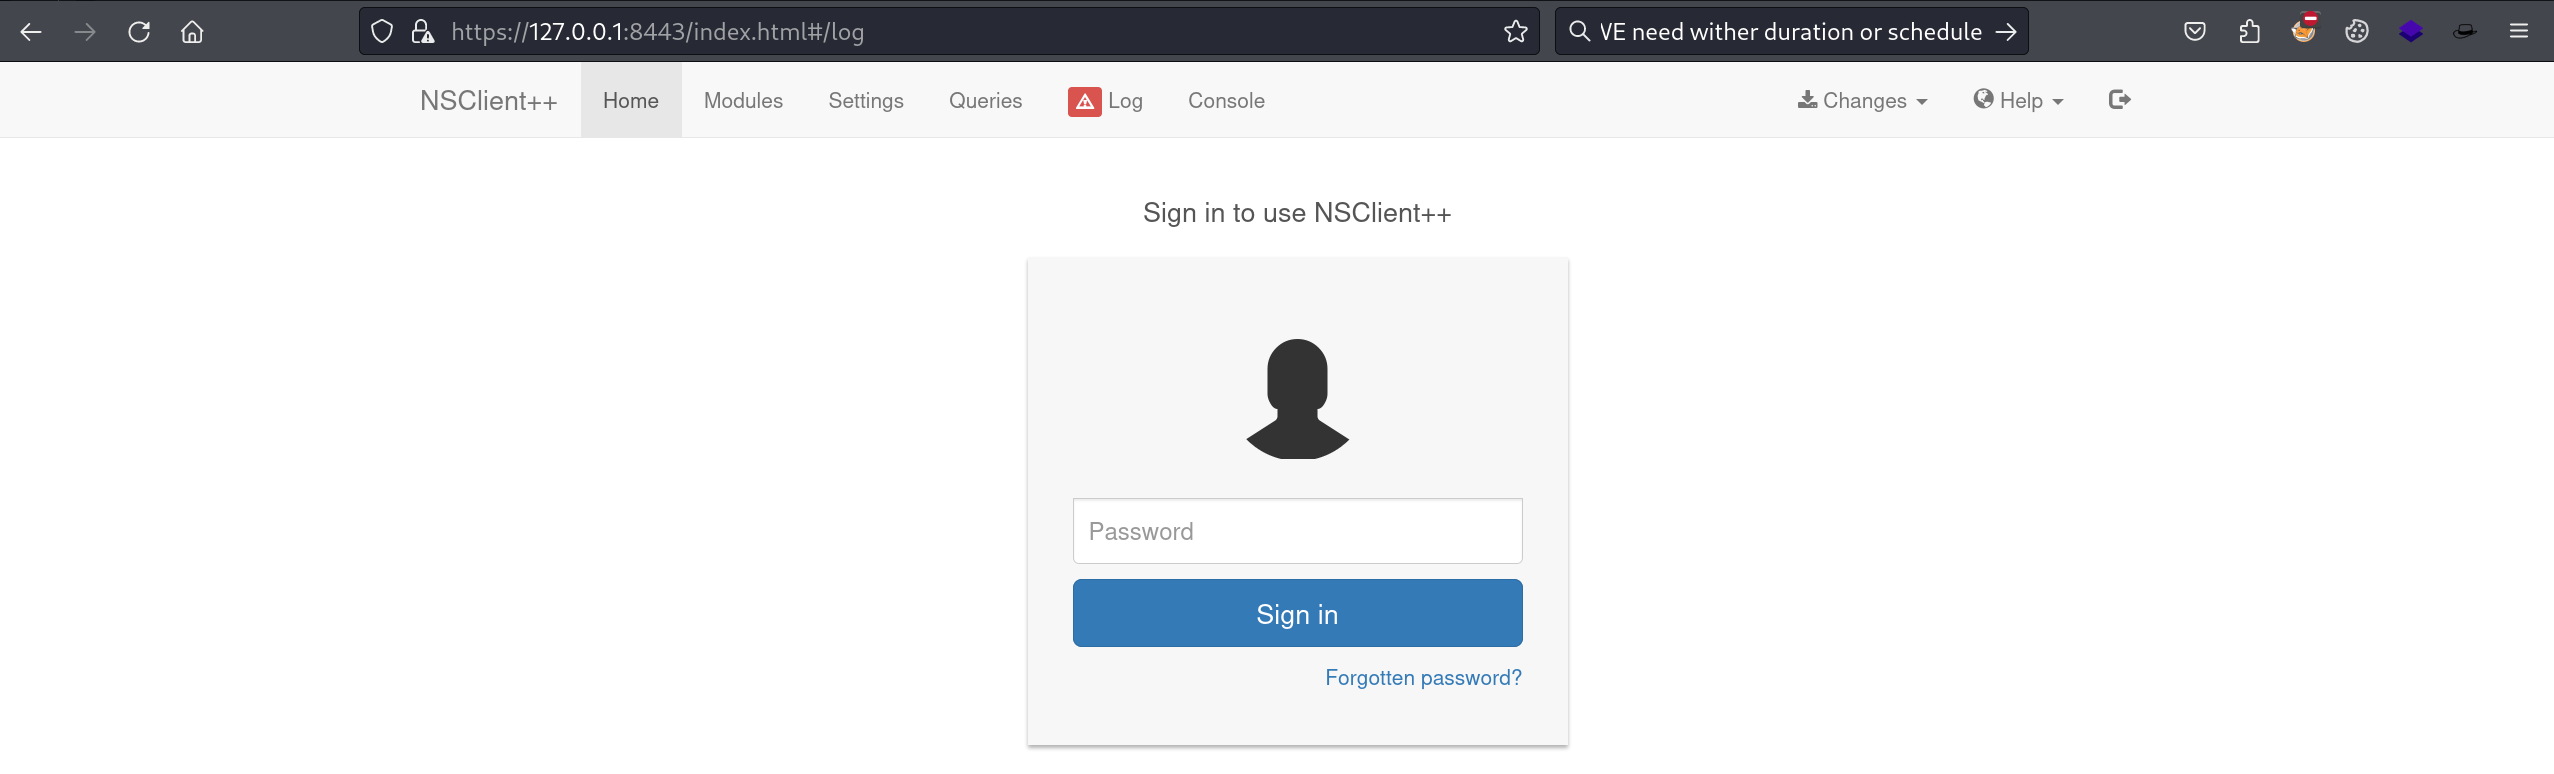 https://127.0.0.1:8443/index.html#/log
VE need wither duration or schedule
NSClient++ Home Modules Settings Queries Log Console Changes Help
Sign in to use NSClient++
Password
Sign in
Forgotten password?